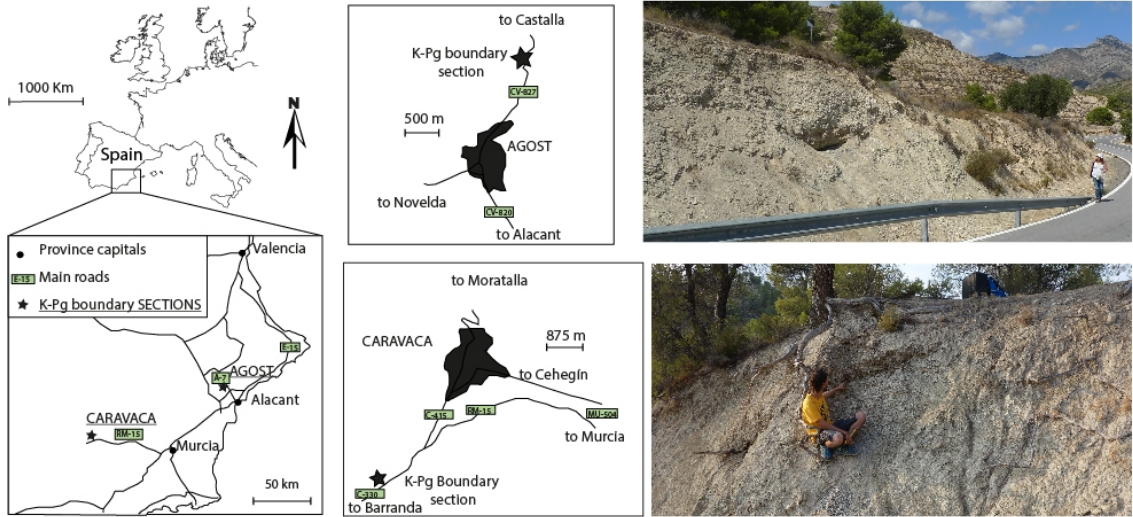 1000 Km
N
Spain
Province capitals
E-15 Main roads
K-Pg boundary SECTIONS
Valencia
E-15
A-7
AGOST
Alacant
CARAVACA
RM-15
Murcia
50 km
to Castalla
K-Pg boundary
section
CV-827
500 m
AGOST
to Novelda
CV-820
to Alacant
to Moratalla
CARAVACA
875 m
to Cehegín
C-415
RM-15
MU-504
to Murcia
K-Pg Boundary
section
C-330
to Barranda